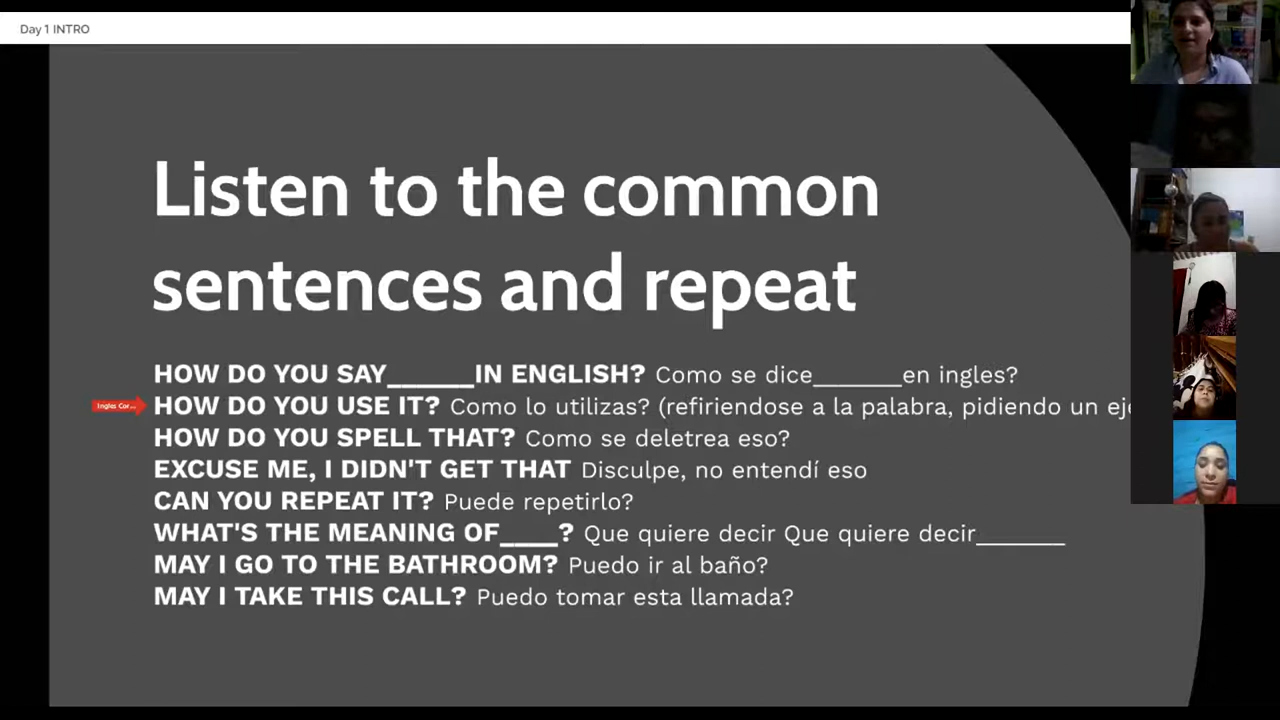 Day 1 INTRO
Listen to the common
sentences and repeat
HOW DO YOU SAY______IN ENGLISH? Como se dice_______en ingles?
Ingles Cor...
HOW DO YOU USE IT? Como lo utilizas? (refiriendose a la palabra, pidiendo un
HOW DO YOU SPELL THAT? Como se deletrea eso?
EXCUSE ME, I DIDN'T GET THAT Disculpe, no entendí eso
CAN YOU REPEAT IT? Puede repetirlo?
WHAT'S THE MEANING OF____? Que quiere decir Que quiere decir_______
MAY I GO TO THE BATHROOM? Puedo ir al baño?
MAY I TAKE THIS CALL? Puedo tomar esta llamada?